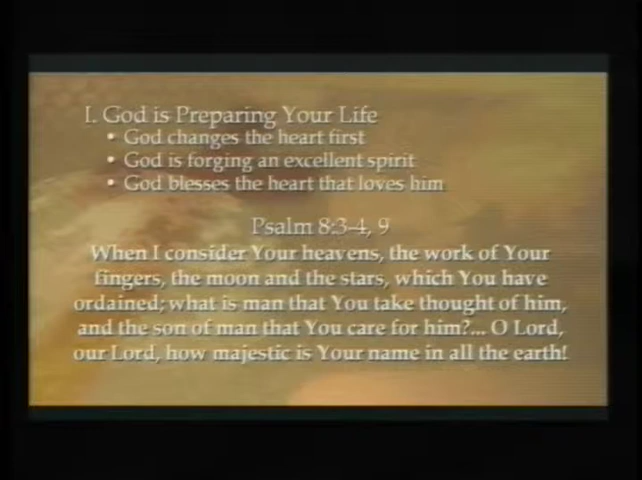 I. God is Preparing Your Life
• God changes the heart first
• God is forging an excellent spirit
• God blesses the heart that loves him
Psalm 8:3-4, 9
When I consider Your heavens, the work of Your
fingers, the moon and the stars, which You have
ordained; what is man that You take thought of him,
and the son of man that You care for him?... O Lord,
our Lord, how majestic is Your name in all the earth!